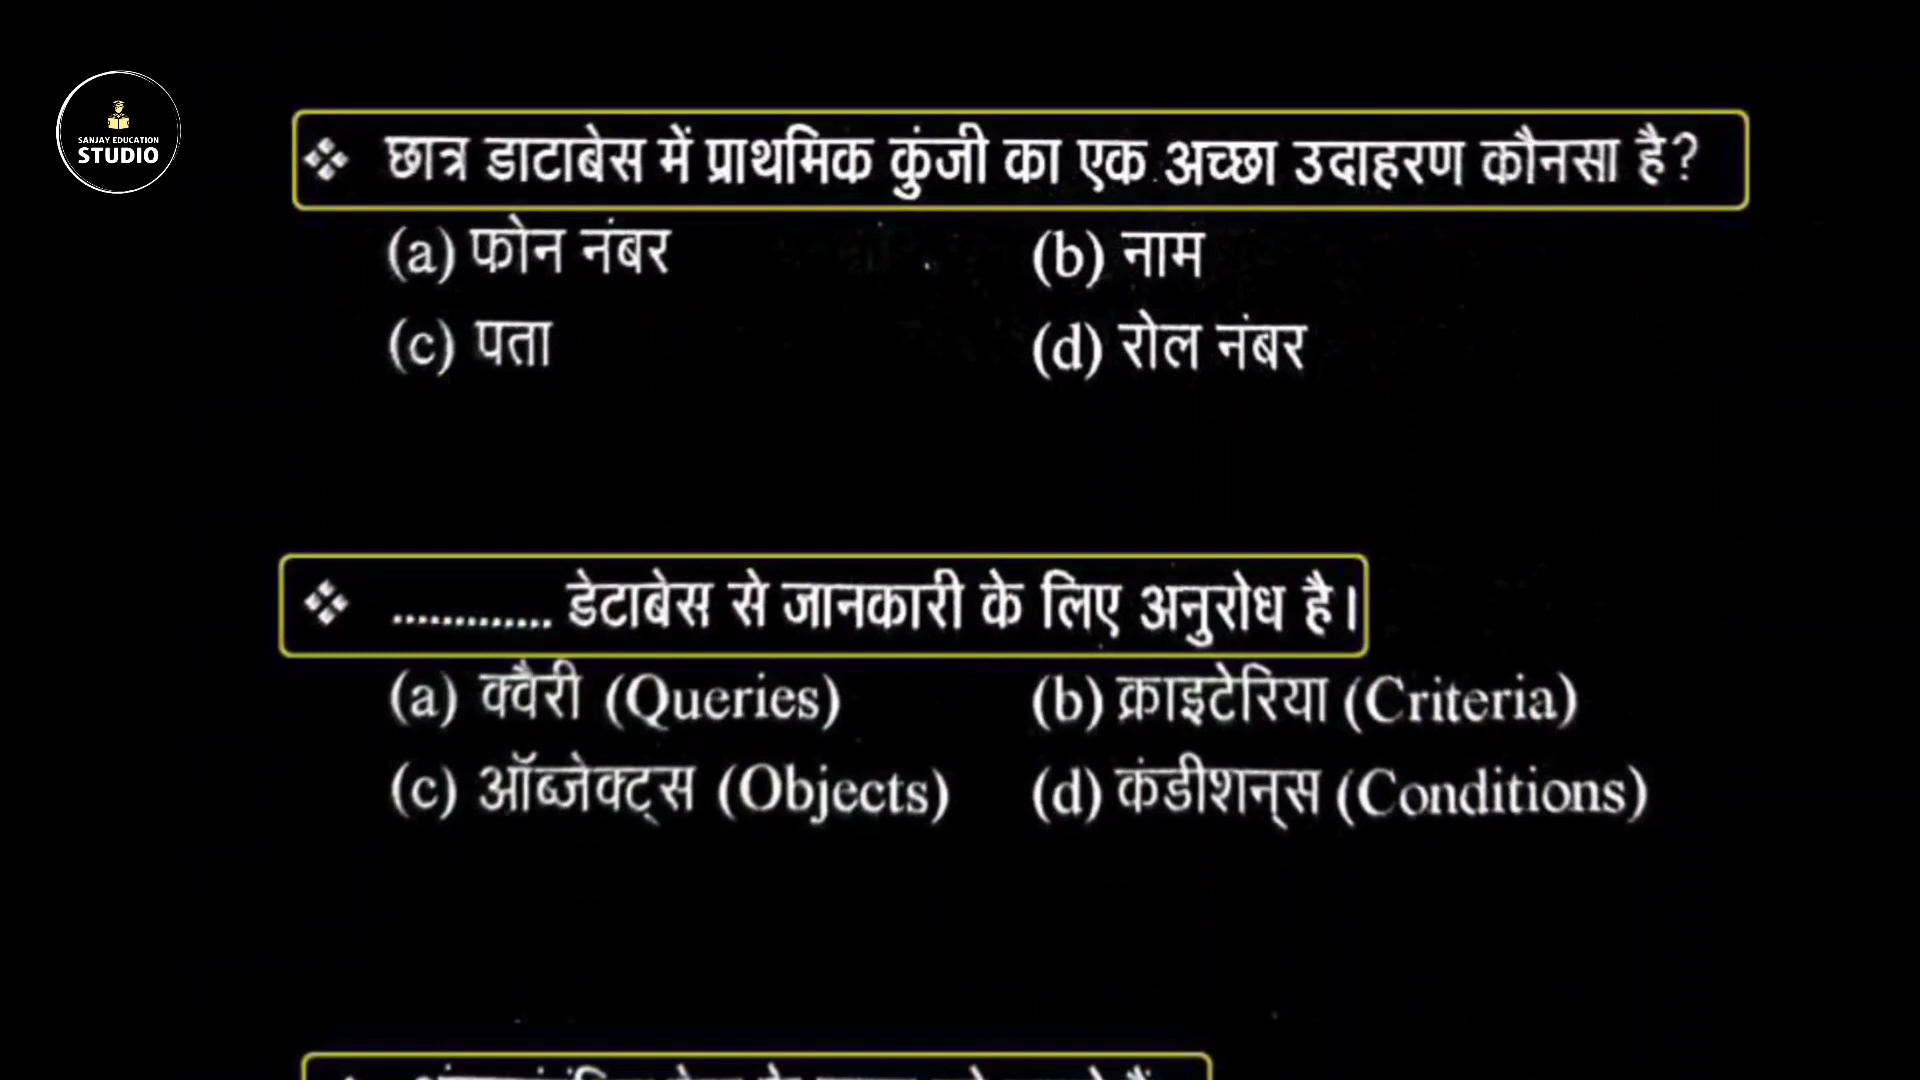 SANJAY EDUCATION
STUDIO
❖ छात्र डाटाबेस में प्राथमिक कुंजी का एक अच्छा उदाहरण कौनसा है?
(a) फोन नंबर (b) नाम
(c) पता (d) रोल नंबर
❖ ............. डेटाबेस से जानकारी के लिए अनुरोध है।
(a) क्वैरी (Queries) (b) क्राइटेरिया (Criteria)
(c) ऑब्जेक्ट्स (Objects) (d) कंडीशन्स (Conditions)